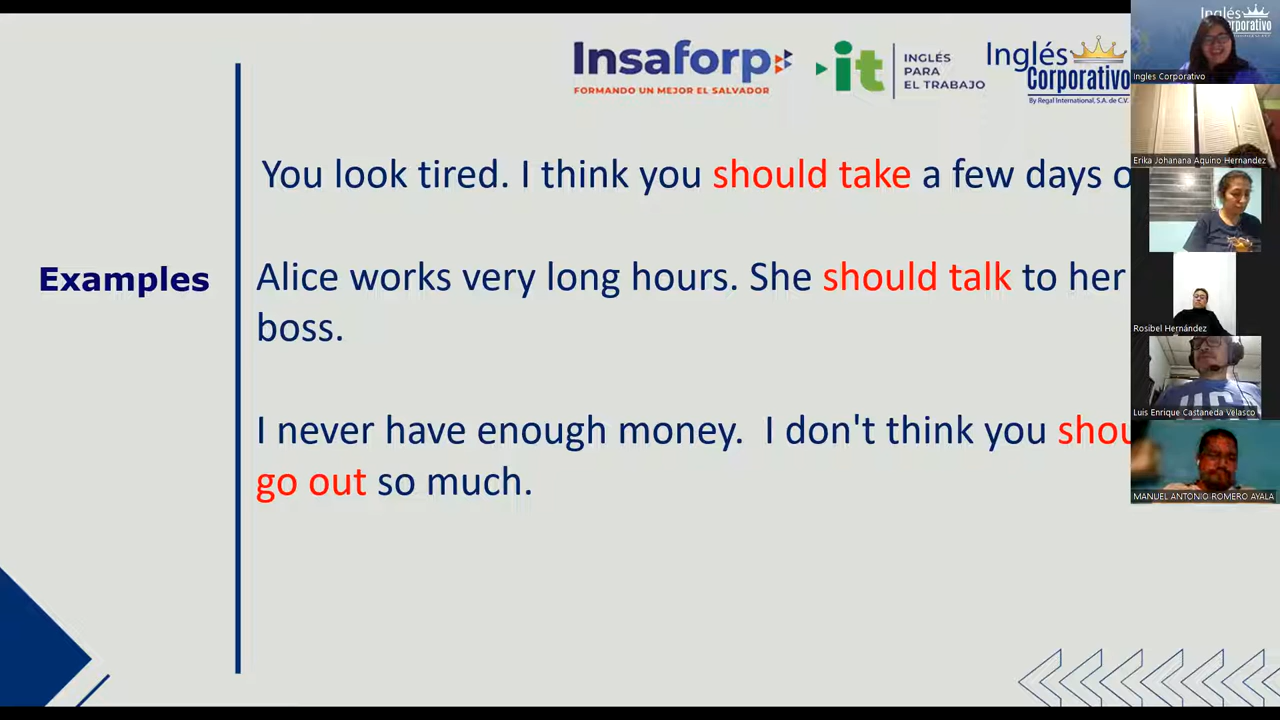 Insaforp
FORMANDO UN MEJOR EL SALVADOR
it
INGLÉS
PARA
EL TRABAJO
Inglés
Corporativo
By Regal International, S.A. de C.V.
You look tired. I think you should take a few days
Examples
Alice works very long hours. She should talk to her
boss.
I never have enough money. I don't think you
go out so much.
Inglés
Ingles Corporativo
Erika Johanana Aquino Hernandez
Rosibel Hernández
Luis Enrique Castaneda Velasco
MANUEL ANTONIO ROMERO AYALA